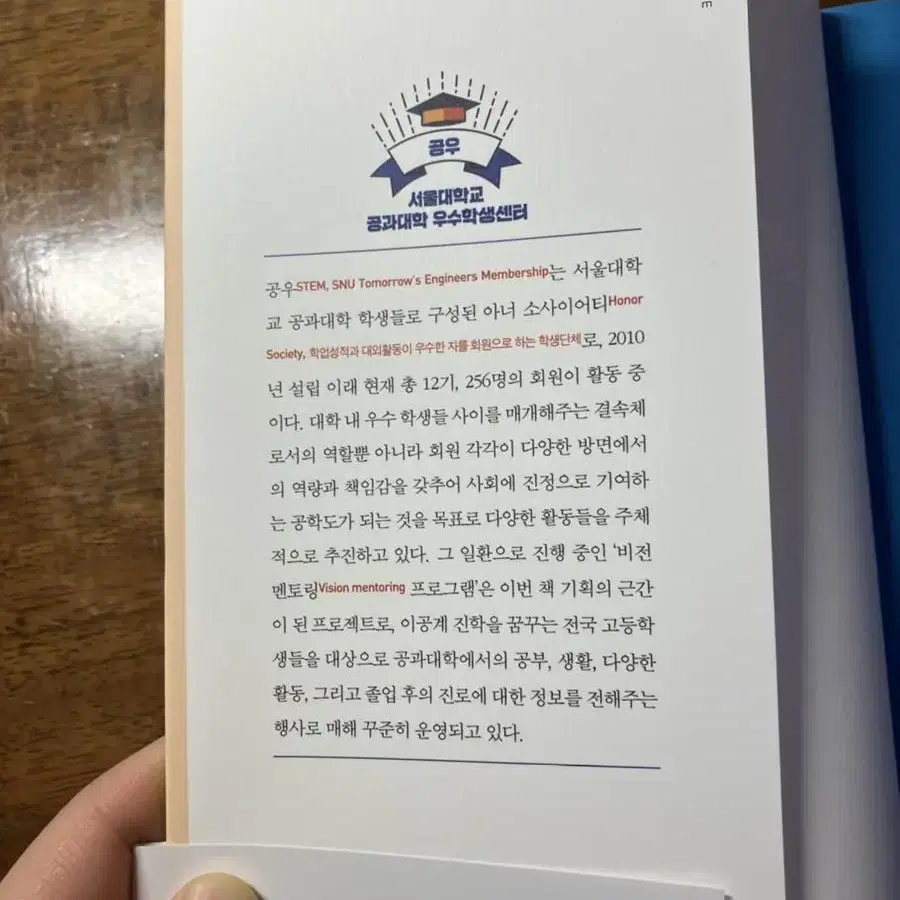 E
공우
서울대학교
공과대학 우수학생센터
공우STEM, SNU Tomorrow's Engineers Membership는 서울대학
교 공과대학 학생들로 구성된 아너 소사이어티Honor
Society, 학업성적과 대외활동이 우수한 자를 회원으로 하는 학생단체로, 2010
년 설립 이래 현재 총 12기, 256명의 회원이 활동 중
이다. 대학 내 우수 학생들 사이를 매개해주는 결속체
로서의 역할뿐 아니라 회원 각각이 다양한 방면에서
의 역량과 책임감을 갖추어 사회에 진정으로 기여하
는 공학도가 되는 것을 목표로 다양한 활동들을 주체
적으로 추진하고 있다. 그 일환으로 진행 중인 ‘비전
멘토링Vision mentoring 프로그램’은 이번 책 기획의 근간
이 된 프로젝트로, 이공계 진학을 꿈꾸는 전국 고등학
생들을 대상으로 공과대학에서의 공부, 생활, 다양한
활동, 그리고 졸업 후의 진로에 대한 정보를 전해주는
행사로 매해 꾸준히 운영되고 있다.